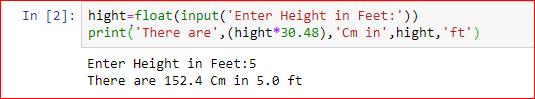 In [2]: hight=float(input('Enter Height in Feet:'))
print('There are',(hight*30.48),'Cm in',hight,'ft')
Enter Height in Feet:5
There are 152.4 Cm in 5.0 ft